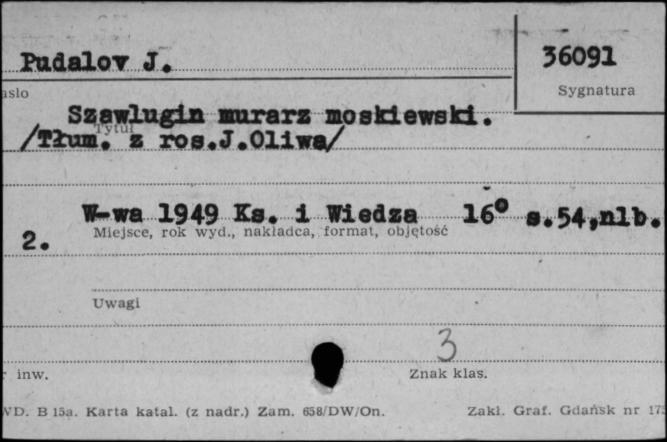 Pudalov J.
36091
asło
Sygnatura
Szawlugin murarz moskiewski.
Tytuł
/Tłum. z ros.J.Oliwa/
W-wa 1949 Ks. i Wiedza 16° s.54,nlb.
Miejsce, rok wyd., nakładca, format, objętość
2.
Uwagi
3
r inw.
Znak klas.
WD. B 15a. Karta katal. (z nadr.) Zam. 658/DW/On.
Zakł. Graf. Gdańsk nr 173